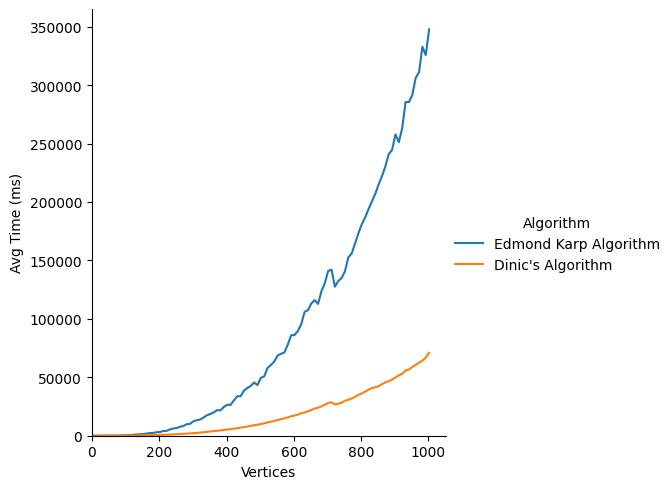 350000
300000
250000
200000
150000
100000
50000
0
Avg Time (ms)
0 200 400 600 800 1000
Vertices
Algorithm
Edmond Karp Algorithm
Dinic's Algorithm